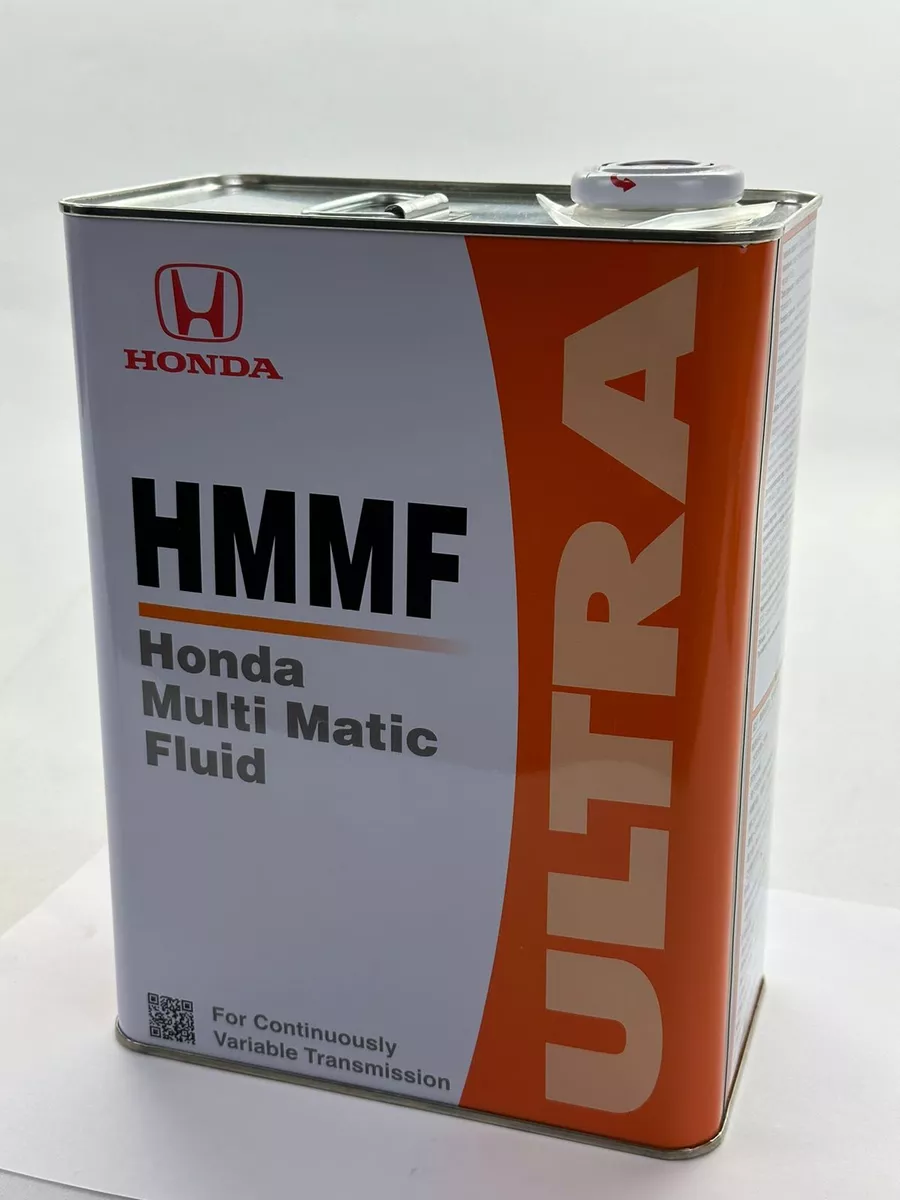 HONDA
HMMF
Honda
Multi Matic
Fluid
For Continuously
Variable Transmission
ULTRA